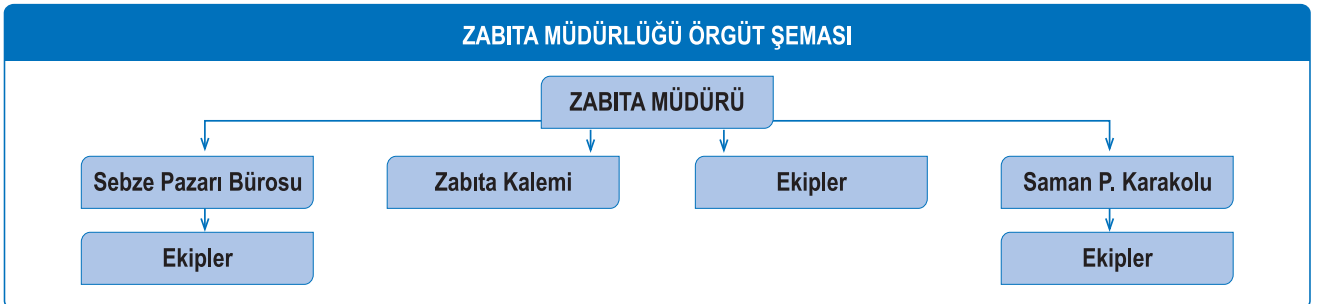 ZABITA MÜDÜRLÜĞÜ ÖRGÜT ŞEMASI
ZABITA MÜDÜRÜ
Sebze Pazarı Bürosu
Zabıta Kalemi
Ekipler
Saman P. Karakolu
Ekipler
Ekipler